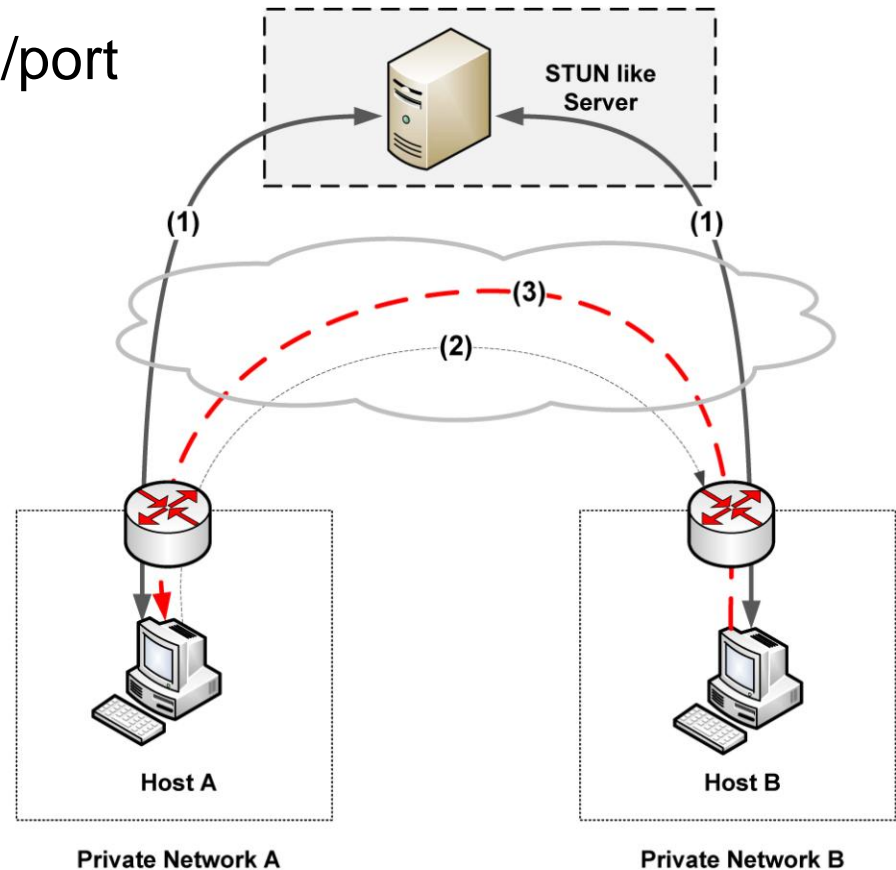 /port
STUN like
Server
(1)
(1)
(3)
(2)
Host A
Host B
Private Network A
Private Network B